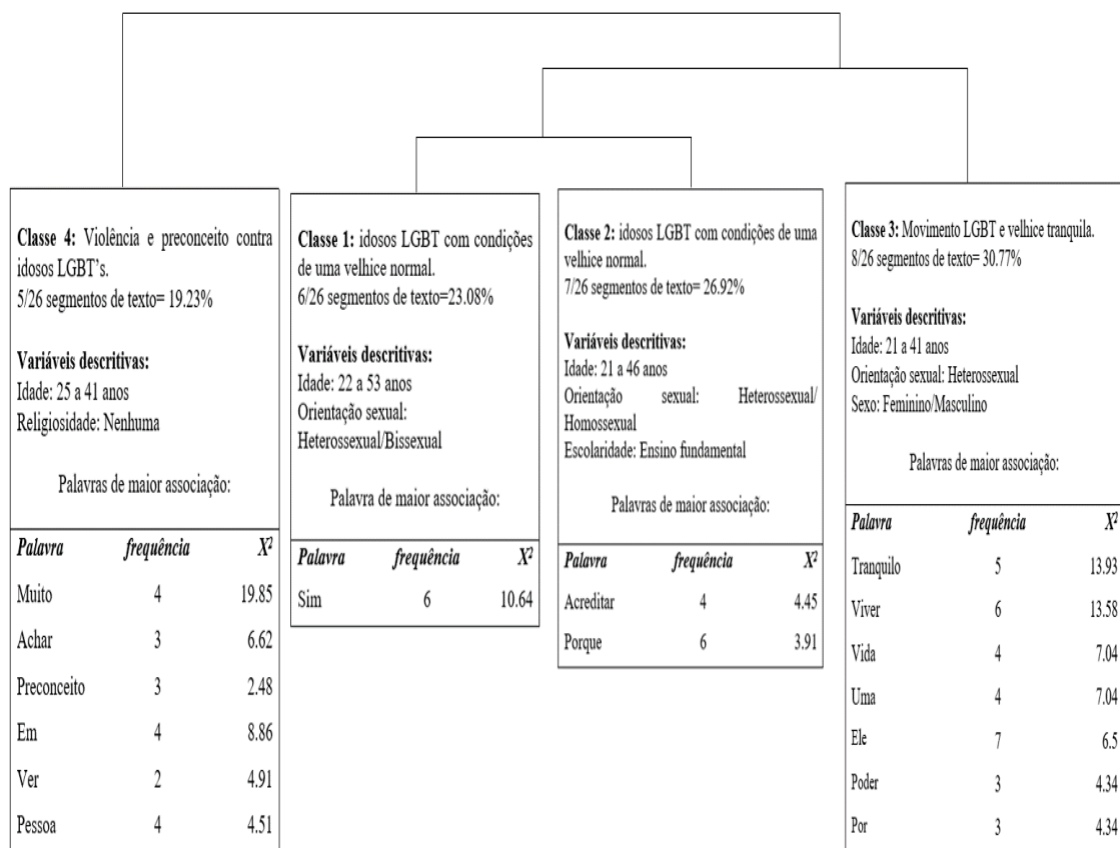 Classe 4: Violência e preconceito contra
idosos LGBT’s.
5/26 segmentos de texto= 19.23%
Variáveis descritivas:
Idade: 25 a 41 anos
Religiosidade: Nenhuma
Palavras de maior associação:
Palavra frequência X²
Muito 4 19.85
Achar 3 6.62
Preconceito 3 2.48
Em 4 8.86
Ver 2 4.91
Pessoa 4 4.51
Classe 1: idosos LGBT com condições
de uma velhice normal.
6/26 segmentos de texto=23.08%
Variáveis descritivas:
Idade: 22 a 53 anos
Orientação sexual:
Heterossexual/Bissexual
Palavra de maior associação:
Palavra frequência X²
Sim 6 10.64
Classe 2: idosos LGBT com condições de uma
velhice normal.
7/26 segmentos de texto= 26.92%
Variáveis descritivas:
Idade: 21 a 46 anos
Orientação sexual: Heterossexual/
Homossexual
Escolaridade: Ensino fundamental
Palavras de maior associação:
Palavra frequência X²
Acreditar 4 4.45
Porque 6 3.91
Classe 3: Movimento LGBT e velhice tranquila.
8/26 segmentos de texto= 30.77%
Variáveis descritivas:
Idade: 21 a 41 anos
Orientação sexual: Heterossexual
Sexo: Feminino/Masculino
Palavras de maior associação:
Palavra frequência X²
Tranquilo 5 13.93
Viver 6 13.58
Vida 4 7.04
Uma 4 7.04
Ele 7 6.5
Poder 3 4.34
Por 3 4.34